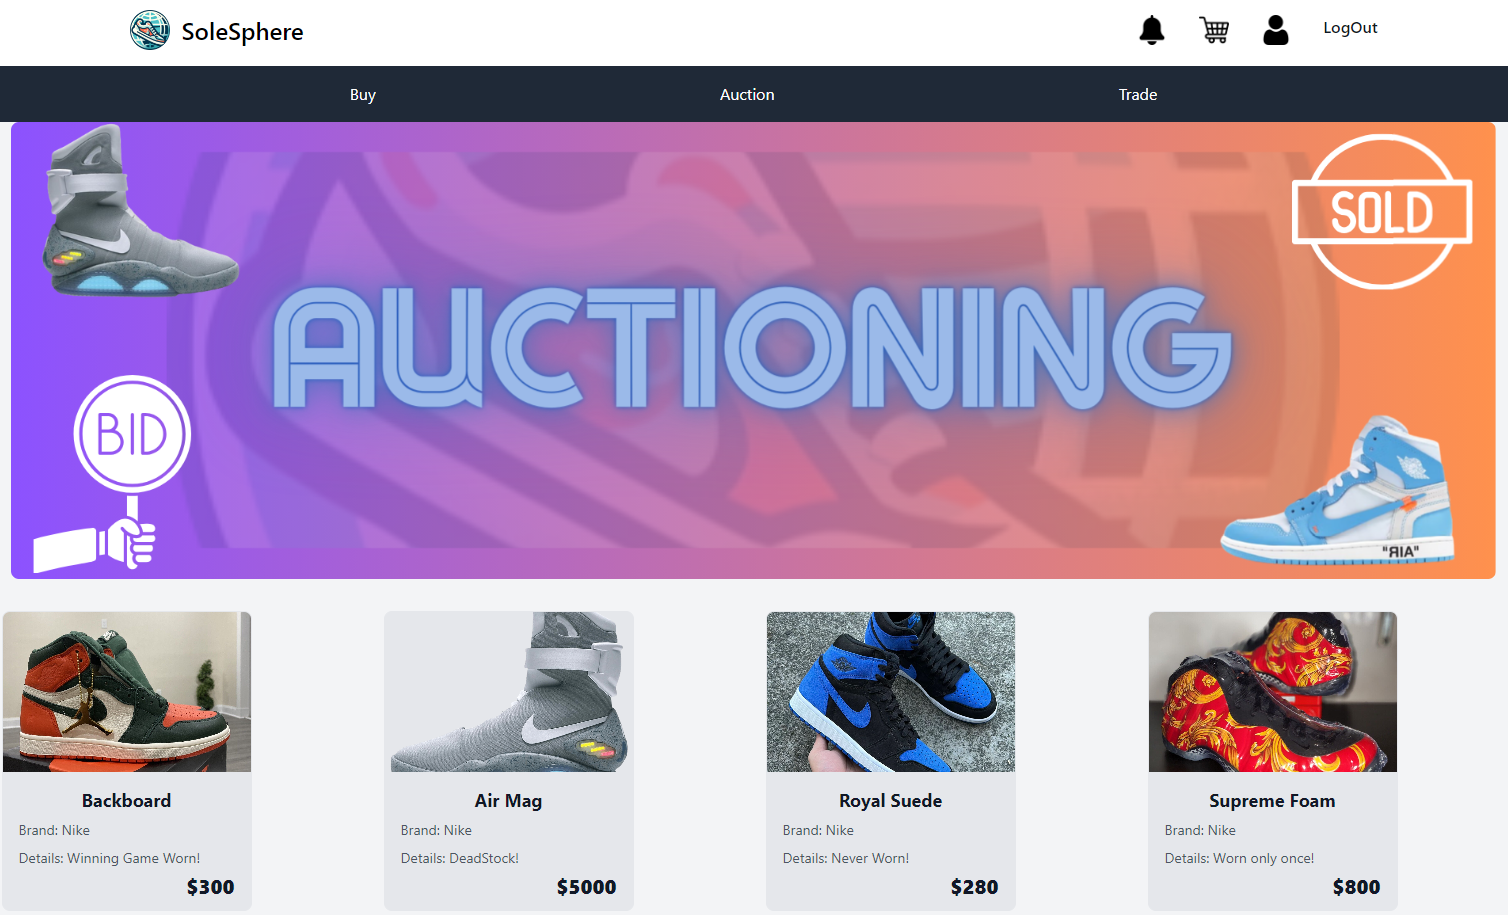 SoleSphere
LogOut
Buy
Auction
Trade
SOLD
AUCTIONING
BID
"AIR"
Backboard
Brand: Nike
Details: Winning Game Worn!
$300
Air Mag
Brand: Nike
Details: DeadStock!
$5000
Royal Suede
Brand: Nike
Details: Never Worn!
$280
Supreme Foam
Brand: Nike
Details: Worn only once!
$800